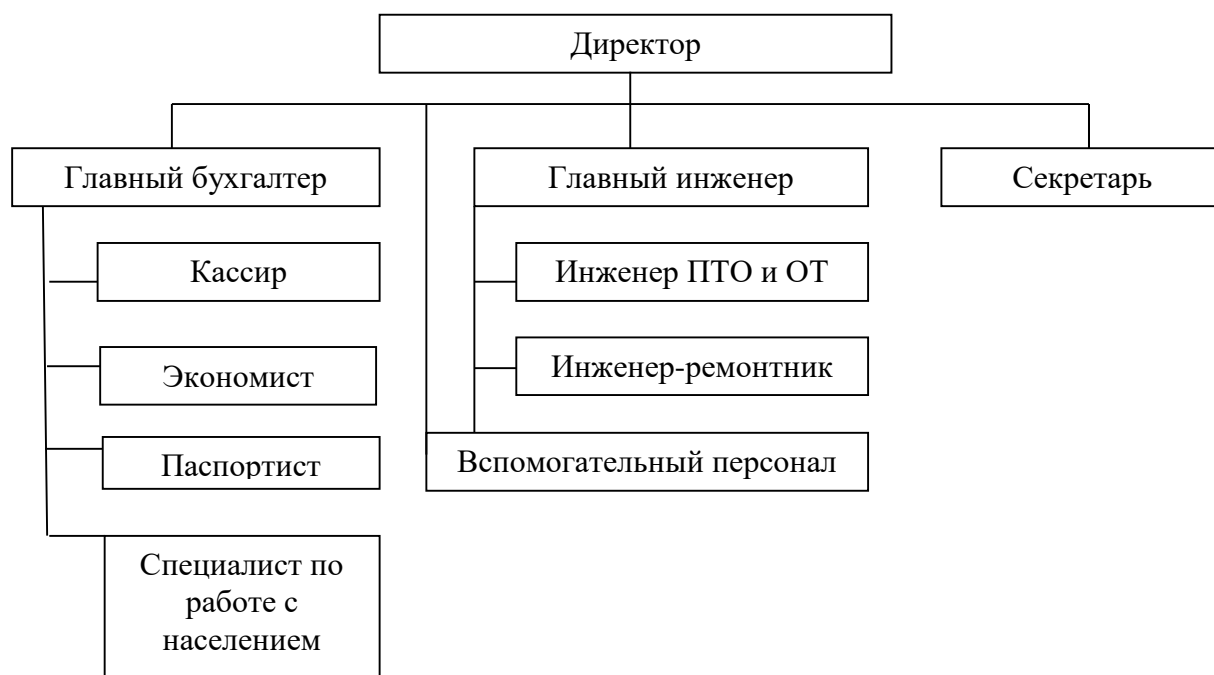 Директор
Главный бухгалтер
Главный инженер
Секретарь
Кассир
Инженер ПТО и ОТ
Экономист
Инженер-ремонтник
Паспортист
Вспомогательный персонал
Специалист по
работе с
населением